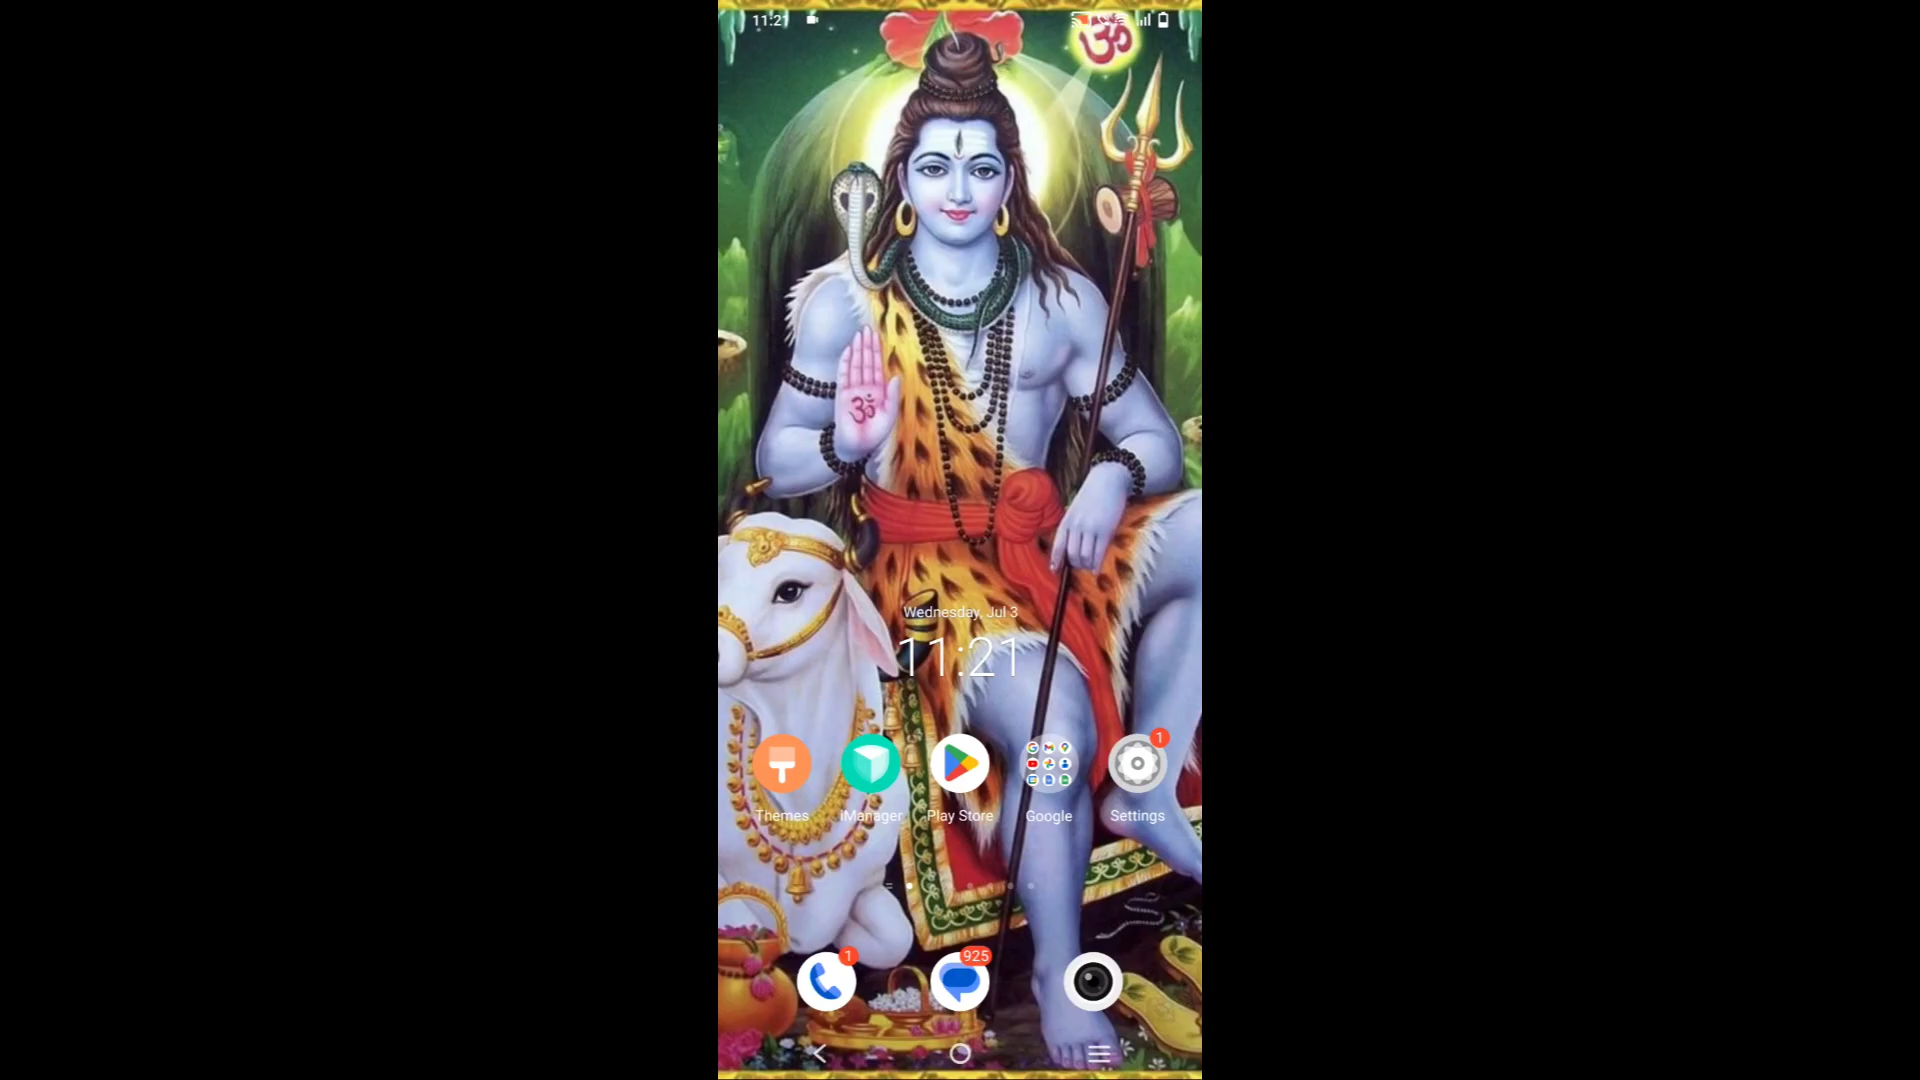 11:21
ॐ
ॐ
Wednesday, Jul 3
11:21
1
Themes
iManager
Play Store
Google
Settings
1
925